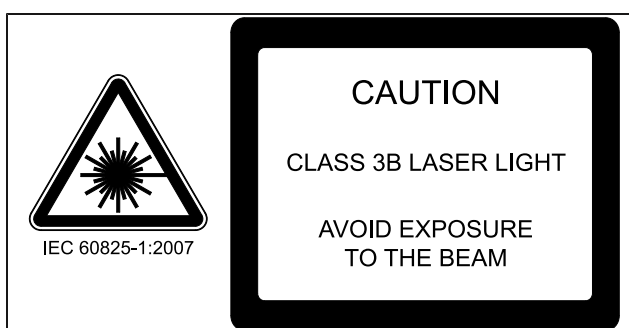 IEC 60825-1:2007
CAUTION
CLASS 3B LASER LIGHT
AVOID EXPOSURE
TO THE BEAM